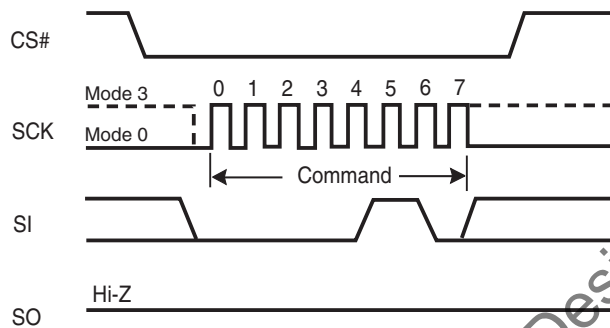 CS#
Mode 3
0 1 2 3 4 5 6 7
SCK
Mode 0
Command
SI
Hi-Z
SO